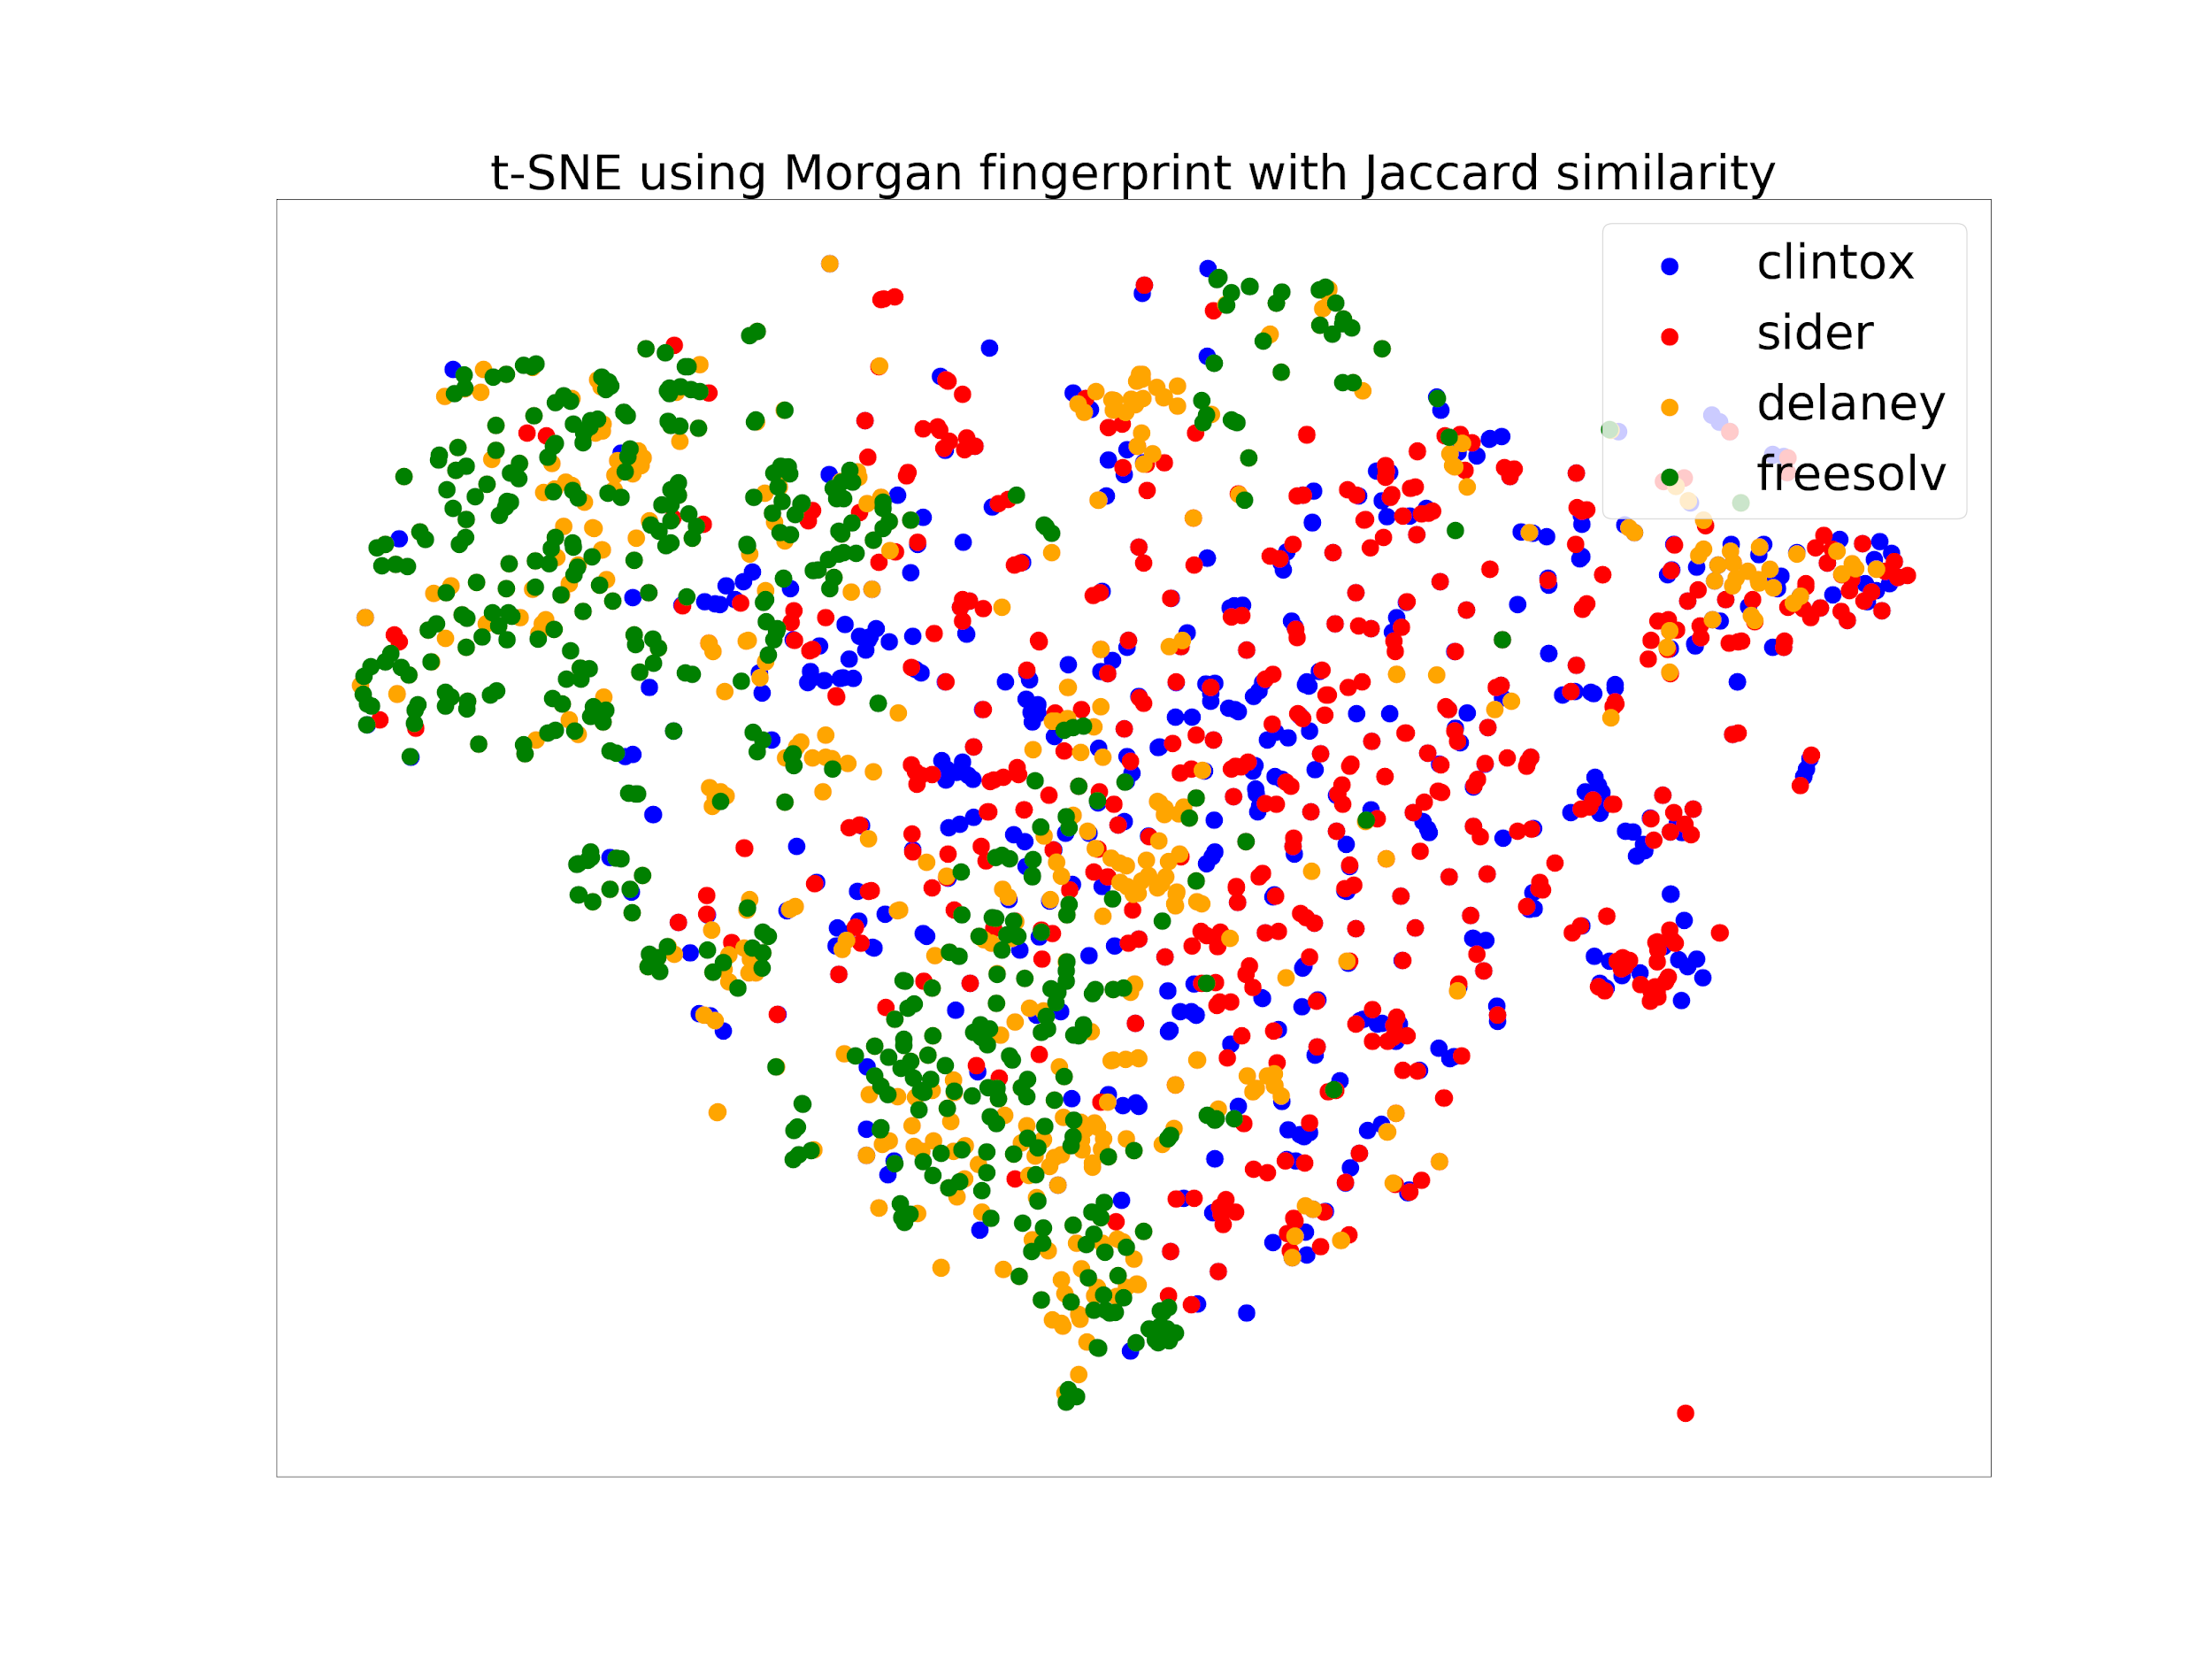 t-SNE using Morgan fingerprint with Jaccard similarity
clintox
sider
delaney
freesolv